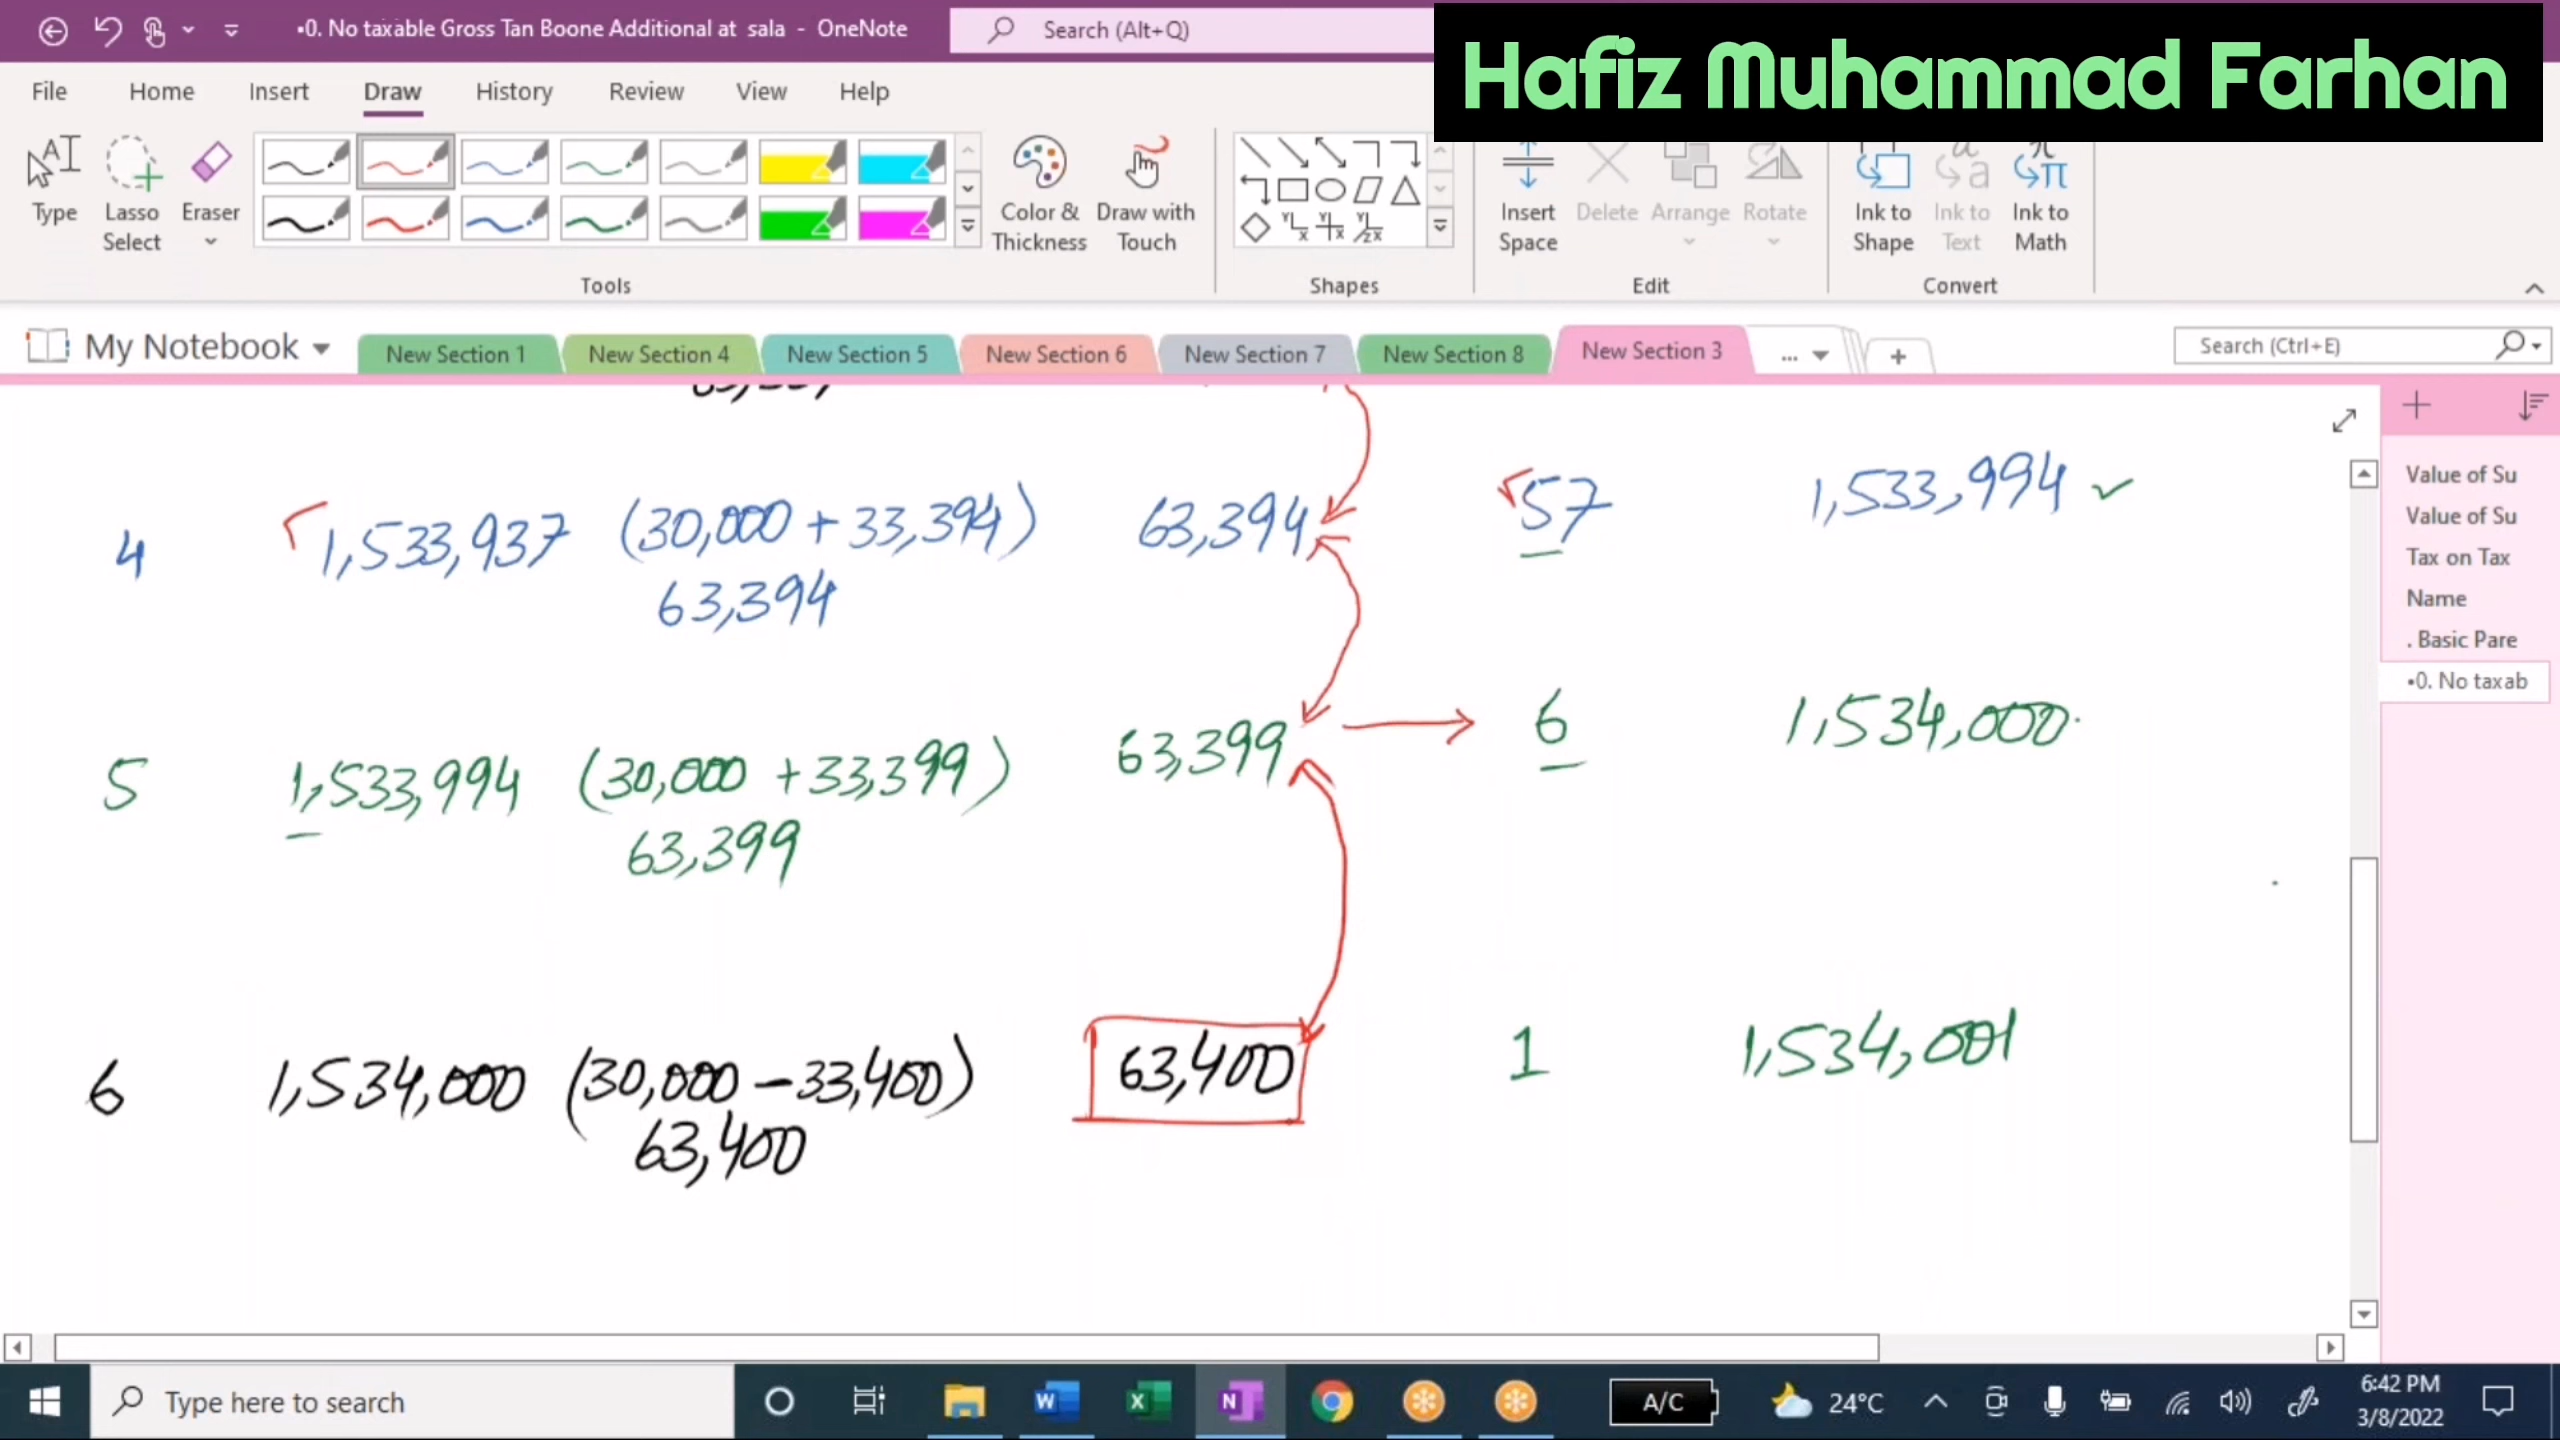 •0. No taxable Gross Tan Boone Additional at sala - OneNote
Search (Alt+Q)
Hafiz Muhammad Farhan
File Home Insert Draw History Review View Help
Type
Lasso Select
Eraser
Color & Thickness
Draw with Touch
Insert Space
Delete
Arrange
Rotate
Ink to Shape
Ink to Text
Ink to Math
Tools Shapes Edit Convert
My Notebook
New Section 1
New Section 4
New Section 5
New Section 6
New Section 7
New Section 8
New Section 3
...
Search (Ctrl+E)
4 1,533,937 (30,000 + 33,394) 63,394 57 1,533,994
63,394
5 1,533,994 (30,000 + 33,399) 63,399 6 1,534,000
63,399
6 1,534,000 (30,000 - 33,400) 63,400 1 1,534,001
63,400
Value of Su
Value of Su
Tax on Tax
Name
. Basic Pare
•0. No taxab
Type here to search
A/C
24°C
6:42 PM
3/8/2022